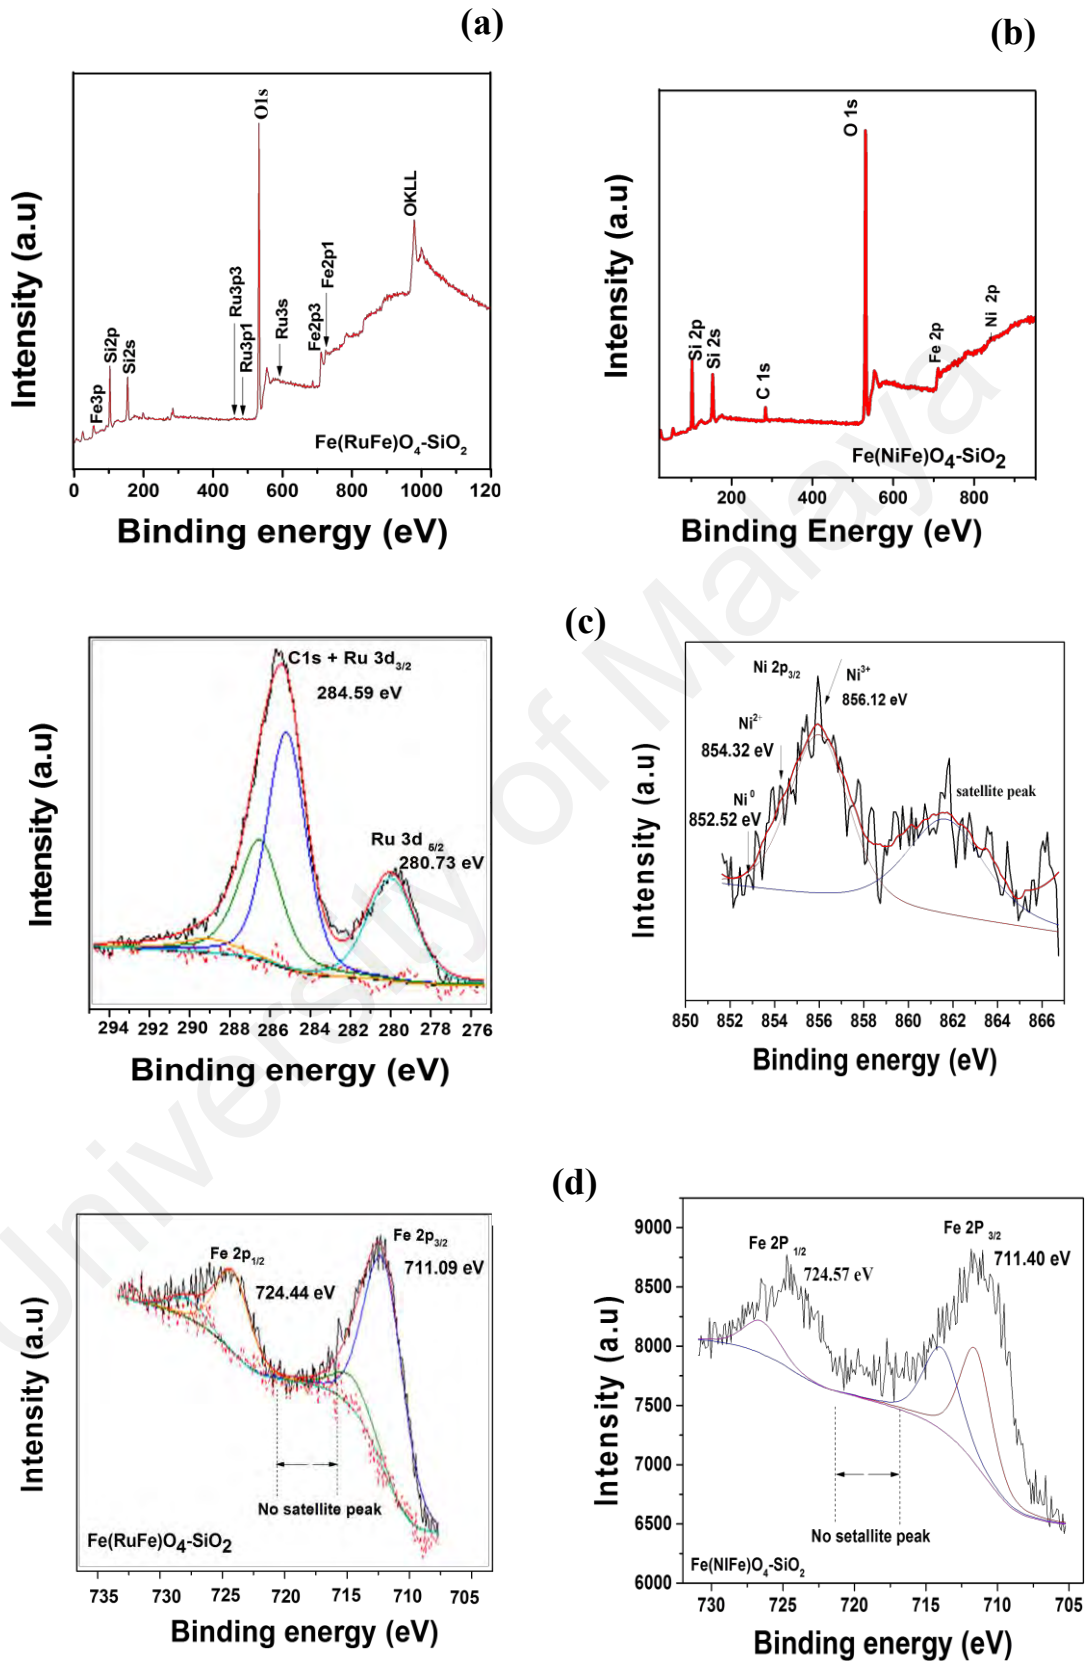 (a)
(b)
Intensity (a.u)
Fe3p
Si2p
Si2s
Ru3p3
Ru3p1
O1s
Ru3s
Fe2p3
Fe2p1
OKLL
Fe(RuFe)O4-SiO2
0 200 400 600 800 1000 120
Binding energy (eV)
Intensity (a.u)
Si 2p
Si 2s
C 1s
O 1s
Fe 2p
Ni 2p
Fe(NiFe)O4-SiO2
200 400 600 800
Binding Energy (eV)
(c)
Intensity (a.u)
C1s + Ru 3d3/2
284.59 eV
Ru 3d 5/2
280.73 eV
294 292 290 288 286 284 282 280 278 276
Binding energy (eV)
Intensity (a.u)
Ni 2p3/2
Ni3+
856.12 eV
Ni2+
854.32 eV
Ni0
852.52 eV
satellite peak
850 852 854 856 858 860 862 864 866
Binding energy (eV)
(d)
Intensity (a.u)
Fe 2p1/2
724.44 eV
Fe 2p3/2
711.09 eV
No satellite peak
Fe(RuFe)O4-SiO2
735 730 725 720 715 710 705
Binding energy (eV)
Intensity (a.u)
9000
8500
8000
7500
7000
6500
6000
Fe 2P 1/2
724.57 eV
Fe 2P 3/2
711.40 eV
No setallite peak
Fe(NIFe)O4-SiO2
730 725 720 715 710 705
Binding energy (eV)
University of Malaya